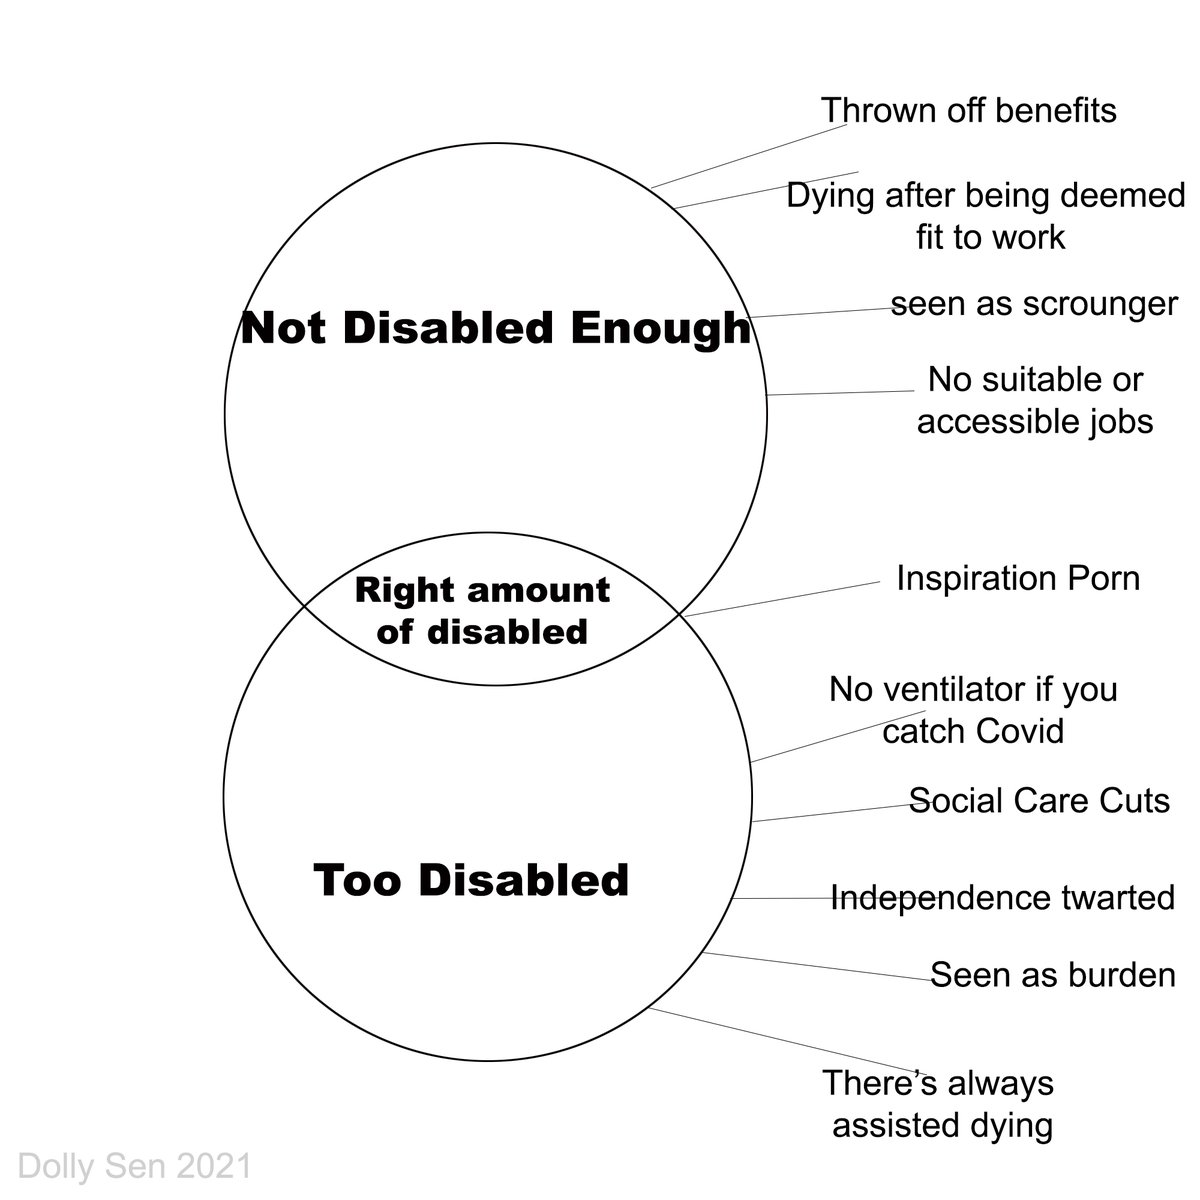 Thrown off benefits
Dying after being deemed
fit to work
seen as scrounger
Not Disabled Enough
No suitable or
accessible jobs
Right amount
of disabled
Inspiration Porn
No ventilator if you
catch Covid
Social Care Cuts
Too Disabled
Independence twarted
Seen as burden
There’s always
assisted dying
Dolly Sen 2021